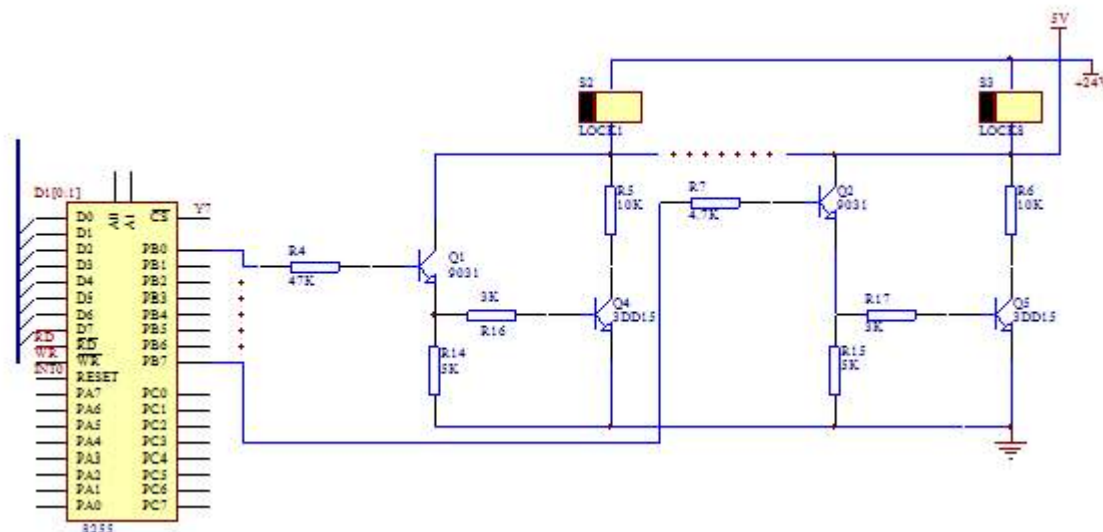 5V
+24V
S2
LOCK1
S3
LOCK8
D1[0:1]
A0
A1
CS
Y7
D0
D1
D2
PB0
D3
PB1
D4
PB2
D5
PB3
D6
PB4
D7
PB5
RD
RD
PB6
WR
WR
PB7
INT0
RESET
PA7
PC0
PA6
PC1
PA5
PC2
PA4
PC3
PA3
PC4
PA2
PC5
PA1
PC6
PA0
PC7
8255
R4
47K
Q1
9031
3K
R16
R14
5K
R5
10K
Q4
3DD15
R7
4.7K
Q2
9031
R17
3K
R15
5K
R6
10K
Q5
3DD15